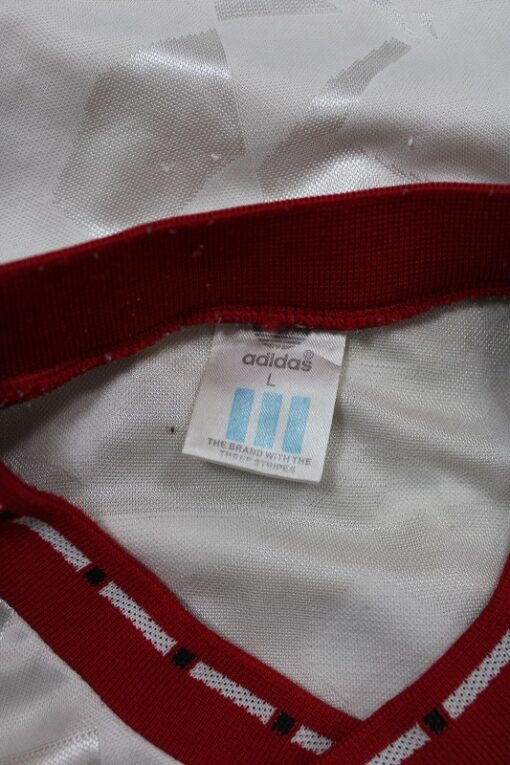 adidas®
L
THE BRAND WITH THE
THREE STRIPES